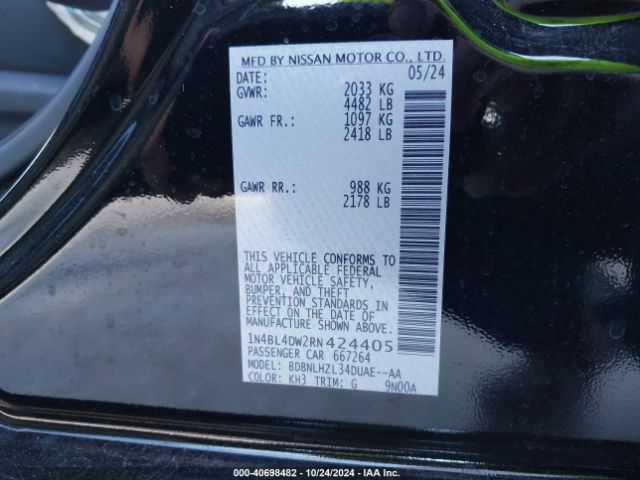 MFD BY NISSAN MOTOR CO., LTD.
DATE: 05/24
GVWR: 2033 KG
4482 LB
GAWR FR.: 1097 KG
2418 LB
GAWR RR.: 988 KG
2178 LB
THIS VEHICLE CONFORMS TO
ALL APPLICABLE FEDERAL
MOTOR VEHICLE SAFETY,
BUMPER, AND THEFT
PREVENTION STANDARDS IN
EFFECT ON THE DATE OF
MANUFACTURE SHOWN ABOVE.
1N4BL4DW2RN424405
PASSENGER CAR 667264
MODEL: BDBNLHZL34DUAE--AA
COLOR: KH3 TRIM: G 9N00A
000-40698482 - 10/24/2024 - IAA Inc.